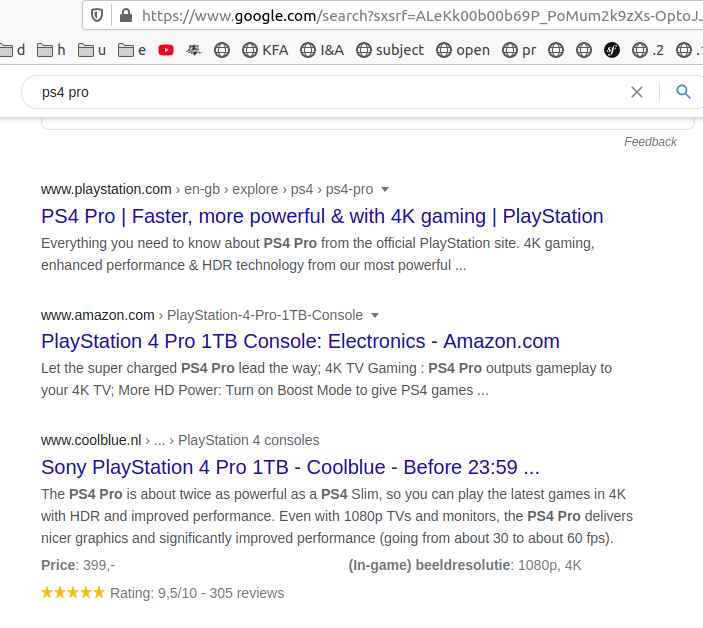 https://www.google.com/search?sxsrf=ALeKk00b00b69P_PoMum2k9zXs-OptoJJ
d h u e KFA I&A subject open pr sf .2
ps4 pro
Feedback
www.playstation.com › en-gb › explore › ps4 › ps4-pro
PS4 Pro | Faster, more powerful & with 4K gaming | PlayStation
Everything you need to know about PS4 Pro from the official PlayStation site. 4K gaming,
enhanced performance & HDR technology from our most powerful ...
www.amazon.com › PlayStation-4-Pro-1TB-Console
PlayStation 4 Pro 1TB Console: Electronics - Amazon.com
Let the super charged PS4 Pro lead the way; 4K TV Gaming : PS4 Pro outputs gameplay to
your 4K TV; More HD Power: Turn on Boost Mode to give PS4 games ...
www.coolblue.nl › ... › PlayStation 4 consoles
Sony PlayStation 4 Pro 1TB - Coolblue - Before 23:59 ...
The PS4 Pro is about twice as powerful as a PS4 Slim, so you can play the latest games in 4K
with HDR and improved performance. Even with 1080p TVs and monitors, the PS4 Pro delivers
nicer graphics and significantly improved performance (going from about 30 to about 60 fps).
Price: 399,- (In-game) beeldresolutie: 1080p, 4K
Rating: 9,5/10 - 305 reviews